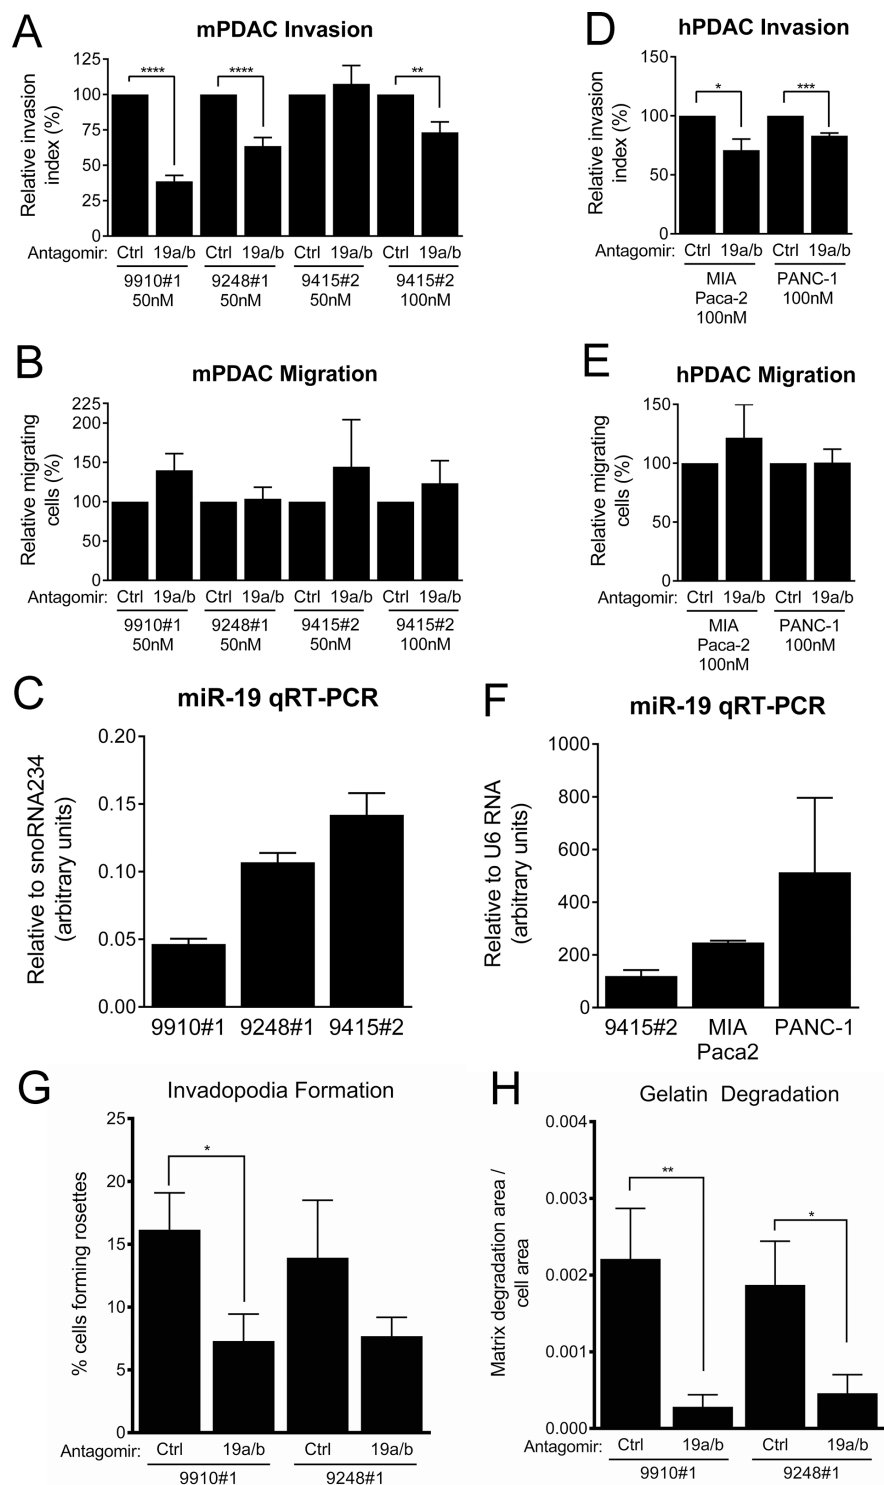 A
mPDAC Invasion
Relative invasion
index (%)
125
100
75
50
25
0
****
****
**
Antagomir: Ctrl 19a/b Ctrl 19a/b Ctrl 19a/b Ctrl 19a/b
9910#1 9248#1 9415#2 9415#2
50nM 50nM 50nM 100nM
D
hPDAC Invasion
Relative invasion
index (%)
150
100
50
0
*
***
Ctrl 19a/b Ctrl 19a/b
MIA PANC-1
Paca-2 100nM
100nM
B
mPDAC Migration
Relative migrating
cells (%)
225
200
150
100
50
0
Antagomir: Ctrl 19a/b Ctrl 19a/b Ctrl 19a/b Ctrl 19a/b
9910#1 9248#1 9415#2 9415#2
50nM 50nM 50nM 100nM
E
hPDAC Migration
Relative migrating
cells (%)
150
100
50
0
Ctrl 19a/b Ctrl 19a/b
MIA PANC-1
Paca-2 100nM
100nM
C
miR-19 qRT-PCR
Relative to snoRNA234
(arbitrary units)
0.20
0.15
0.10
0.05
0.00
9910#1 9248#1 9415#2
F
miR-19 qRT-PCR
Relative to U6 RNA
(arbitrary units)
1000
800
600
400
200
0
9415#2 MIA PANC-1
Paca2
G
Invadopodia Formation
% cells forming rosettes
25
20
15
10
5
0
*
Antagomir: Ctrl 19a/b Ctrl 19a/b
9910#1 9248#1
H
Gelatin Degradation
Matrix degradation area /
cell area
0.004
0.003
0.002
0.001
0.000
**
*
Antagomir: Ctrl 19a/b Ctrl 19a/b
9910#1 9248#1